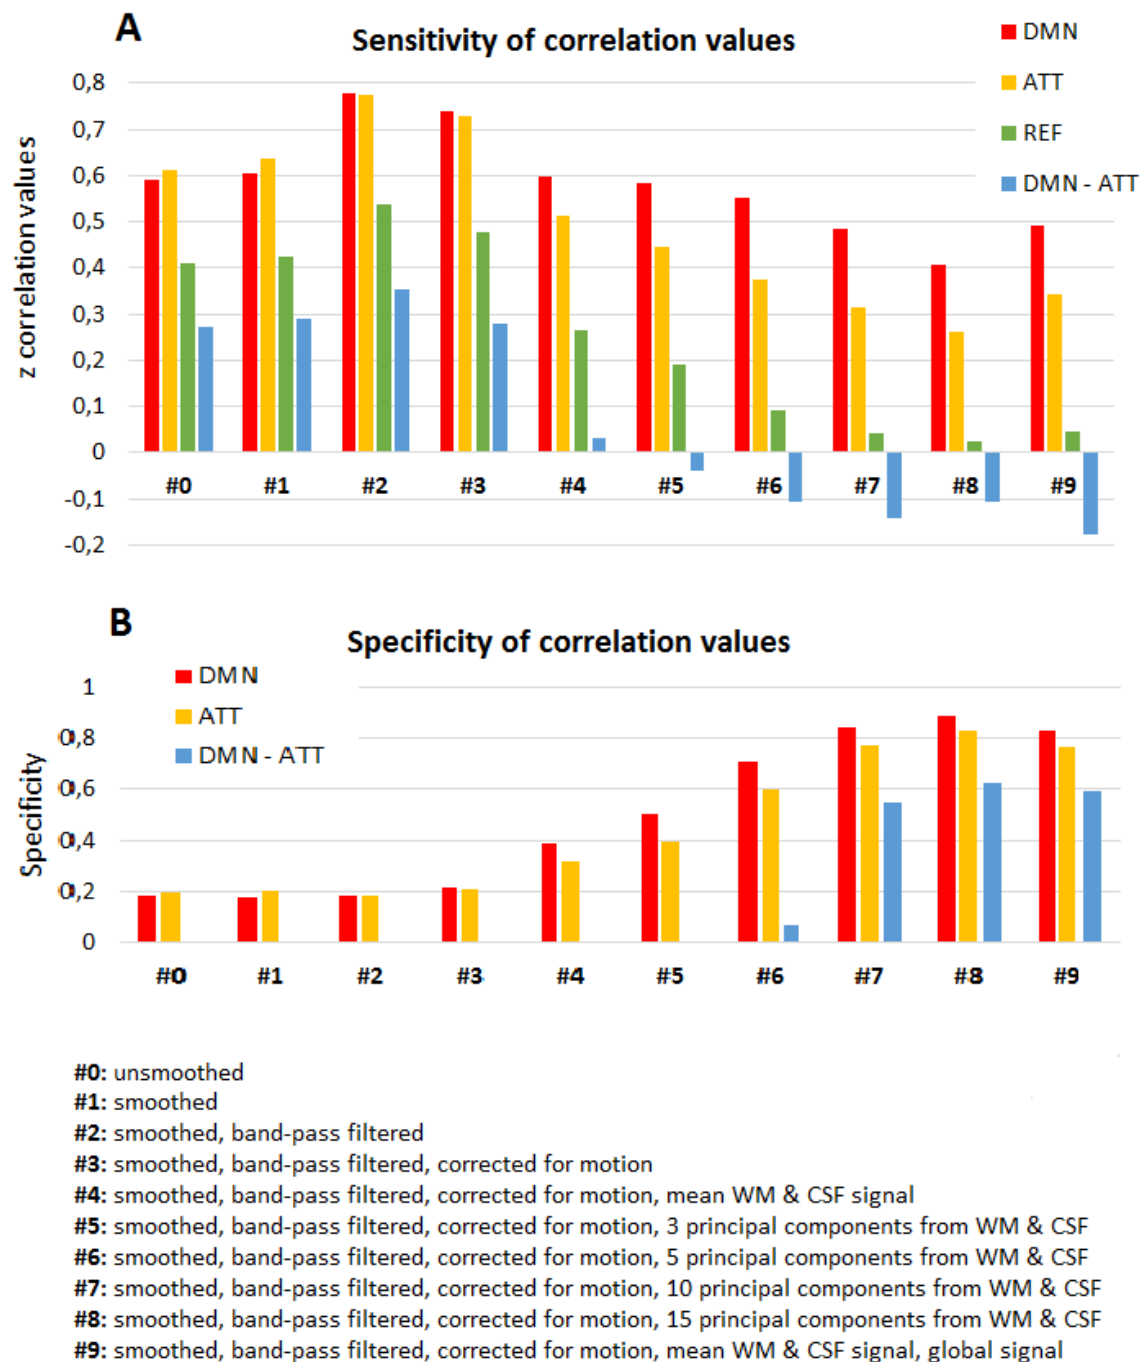 A
Sensitivity of correlation values
DMN
ATT
REF
DMN - ATT
z correlation values
0,8
0,7
0,6
0,5
0,4
0,3
0,2
0,1
0
-0,1
-0,2
#0 #1 #2 #3 #4 #5 #6 #7 #8 #9
B
Specificity of correlation values
DMN
ATT
DMN - ATT
Specificity
1
0,8
0,6
0,4
0,2
0
#0 #1 #2 #3 #4 #5 #6 #7 #8 #9
#0: unsmoothed
#1: smoothed
#2: smoothed, band-pass filtered
#3: smoothed, band-pass filtered, corrected for motion
#4: smoothed, band-pass filtered, corrected for motion, mean WM & CSF signal
#5: smoothed, band-pass filtered, corrected for motion, 3 principal components from WM & CSF
#6: smoothed, band-pass filtered, corrected for motion, 5 principal components from WM & CSF
#7: smoothed, band-pass filtered, corrected for motion, 10 principal components from WM & CSF
#8: smoothed, band-pass filtered, corrected for motion, 15 principal components from WM & CSF
#9: smoothed, band-pass filtered, corrected for motion, mean WM & CSF signal, global signal